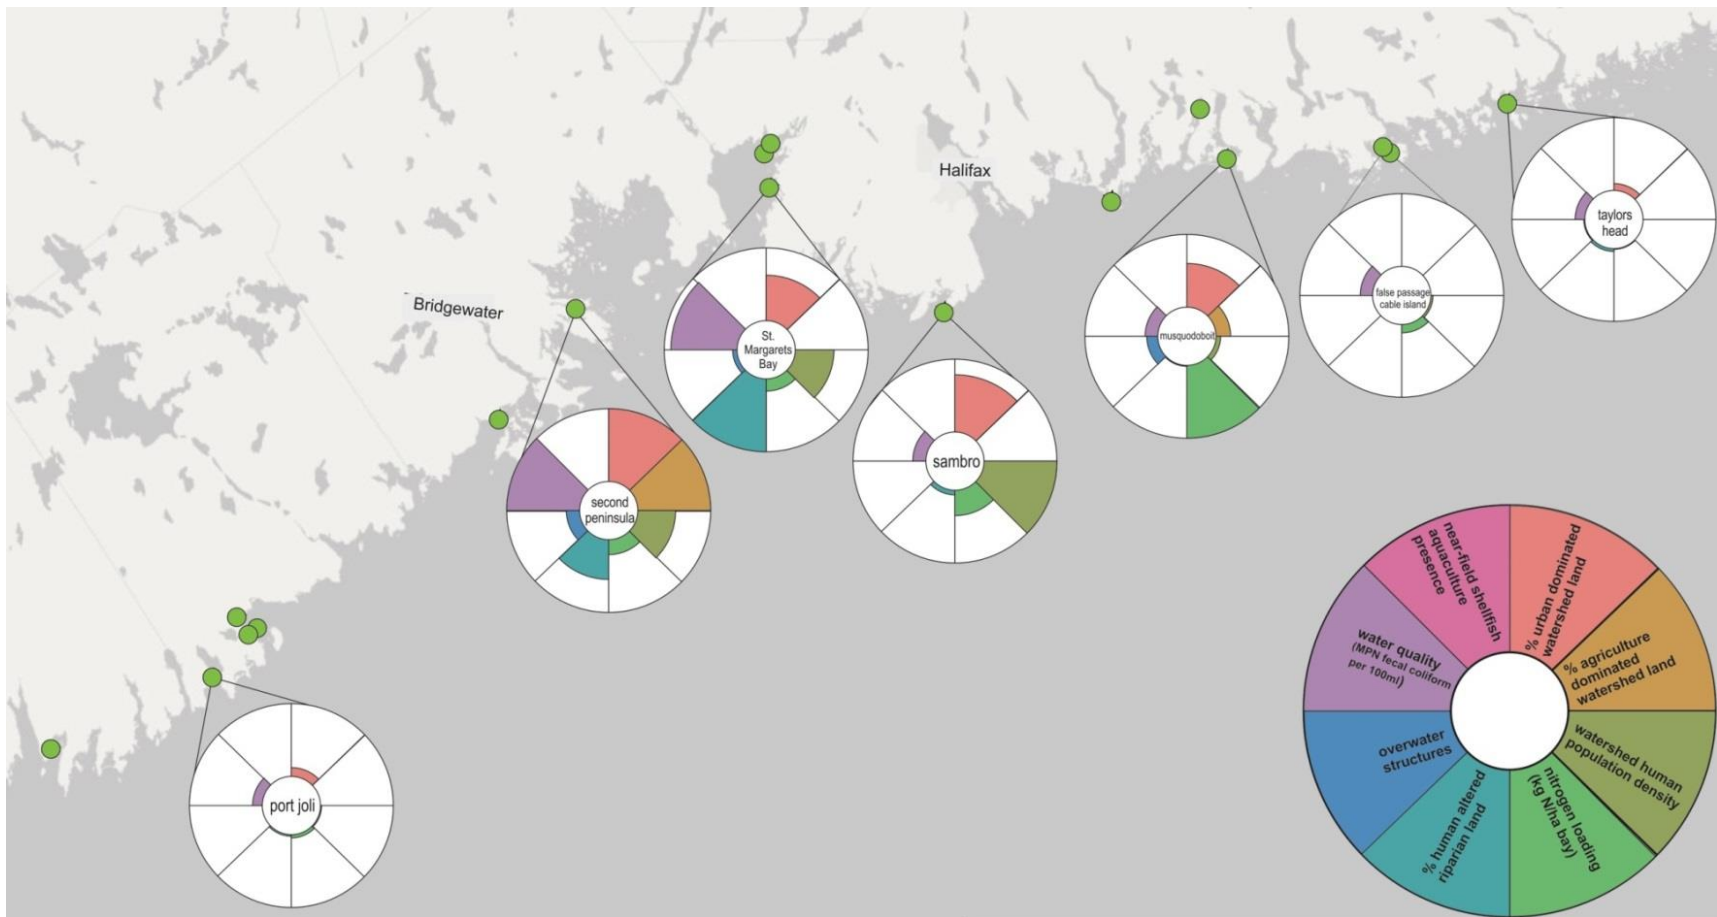 Halifax
Bridgewater
taylors
head
false passage
cable island
musquodoboit
St.
Margarets
Bay
sambro
second
peninsula
port joli
near-field shellfish
aquaculture
presence
% urban dominated
watershed land
% agriculture
dominated
watershed land
watershed human
population density
nitrogen loading
(kg N/ha bay)
% human altered
riparian land
overwater
structures
water quality
(MPN fecal coliform
per 100ml)